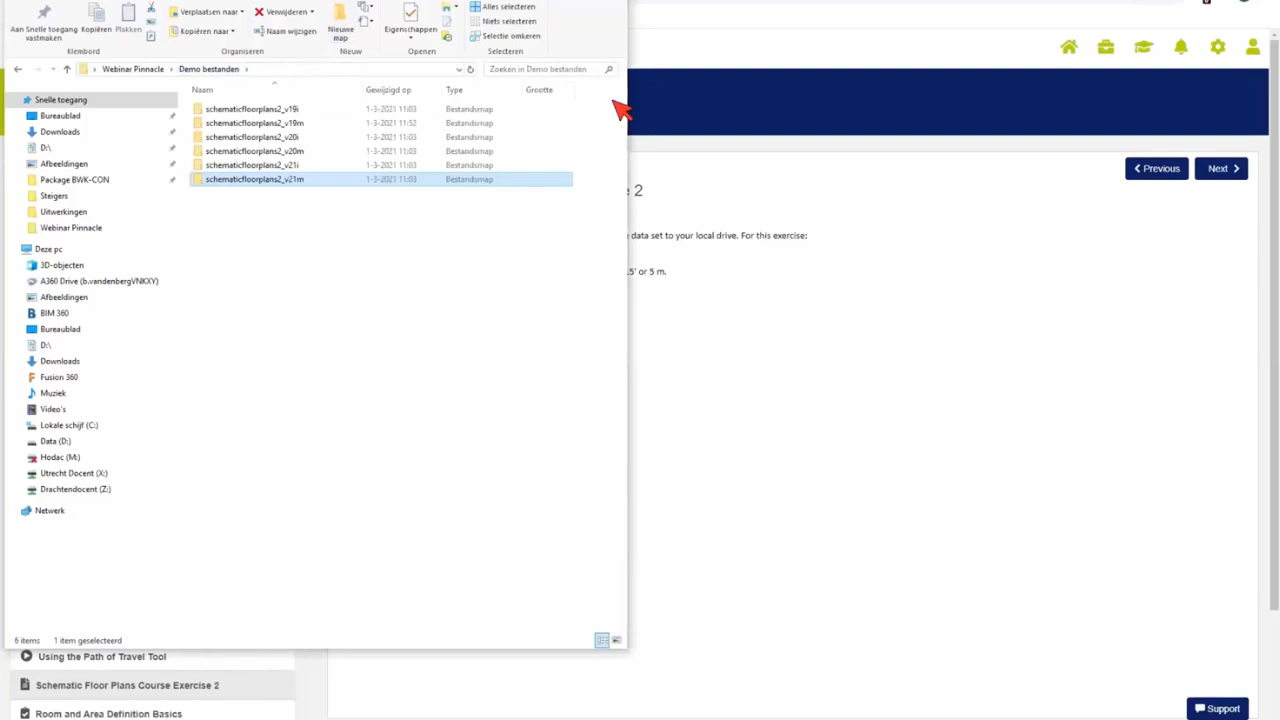 Aan Snelle toegang vastmaken
Kopiëren
Plakken
Klembord
Verplaatsen naar
Kopiëren naar
Verwijderen
Naam wijzigen
Organiseren
Nieuwe map
Nieuw
Eigenschappen
Openen
Alles selecteren
Niets selecteren
Selectie omkeren
Selecteren
Webinar Pinnacle > Demo bestanden >
Zoeken in Demo bestanden
Naam Gewijzigd op Type Grootte
schematicfloorplans2_v19i 1-3-2021 11:03 Bestandsmap
schematicfloorplans2_v19m 1-3-2021 11:52 Bestandsmap
schematicfloorplans2_v20i 1-3-2021 11:03 Bestandsmap
schematicfloorplans2_v20m 1-3-2021 11:03 Bestandsmap
schematicfloorplans2_v21i 1-3-2021 11:03 Bestandsmap
schematicfloorplans2_v21m 1-3-2021 11:03 Bestandsmap
Snelle toegang
Bureaublad
Downloads
D:\
Afbeeldingen
Package BWK-CON
Steigers
Uitwerkingen
Webinar Pinnacle
Deze pc
3D-objecten
A360 Drive (b.vandenbergVNKXY)
Afbeeldingen
BIM 360
Bureaublad
D:\
Downloads
Fusion 360
Muziek
Video's
Lokale schijf (C:)
Data (D:)
Hodac (M:)
Utrecht Docent (X:)
Drachtendocent (Z:)
Netwerk
6 items 1 item geselecteerd
Previous
Next
e 2
data set to your local drive. For this exercise:
5' or 5 m.
Using the Path of Travel Tool
Schematic Floor Plans Course Exercise 2
Room and Area Definition Basics
Support